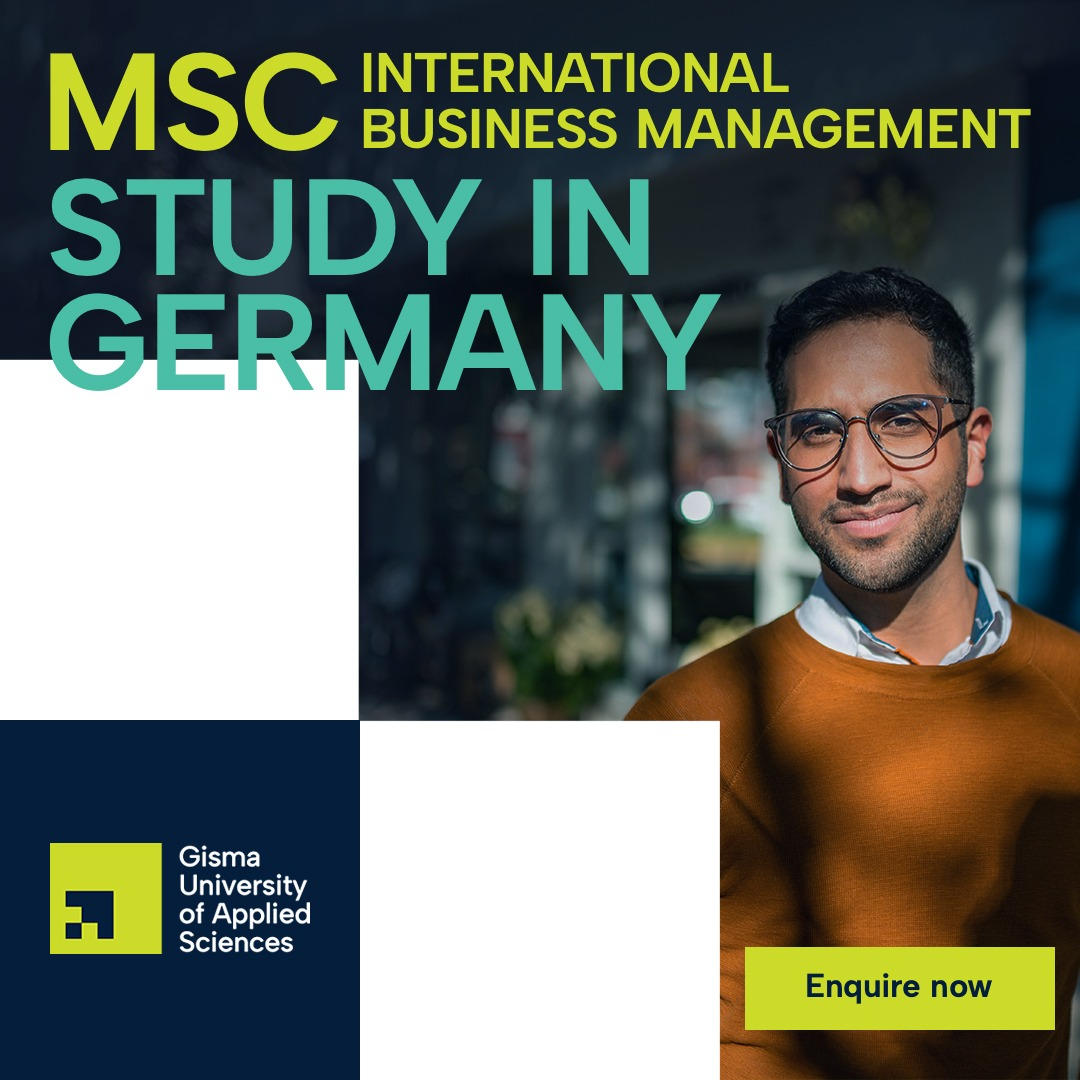 MSC INTERNATIONAL
BUSINESS MANAGEMENT
STUDY IN
GERMANY
Gisma
University
of Applied
Sciences
Enquire now